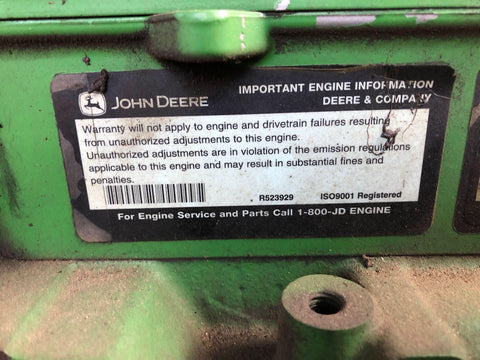 JOHN DEERE
IMPORTANT ENGINE INFORMATION
DEERE & COMPANY
Warranty will not apply to engine and drivetrain failures resulting
from unauthorized adjustments to this engine.
Unauthorized adjustments are in violation of the emission regulations
applicable to this engine and may result in substantial fines and
penalties.
R523929 ISO9001 Registered
For Engine Service and Parts Call 1-800-JD ENGINE